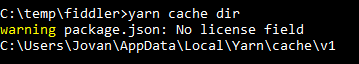 C:\temp\fiddler>yarn cache dir
warning package.json: No license field
C:\Users\Jovan\AppData\Local\Yarn\cache\v1